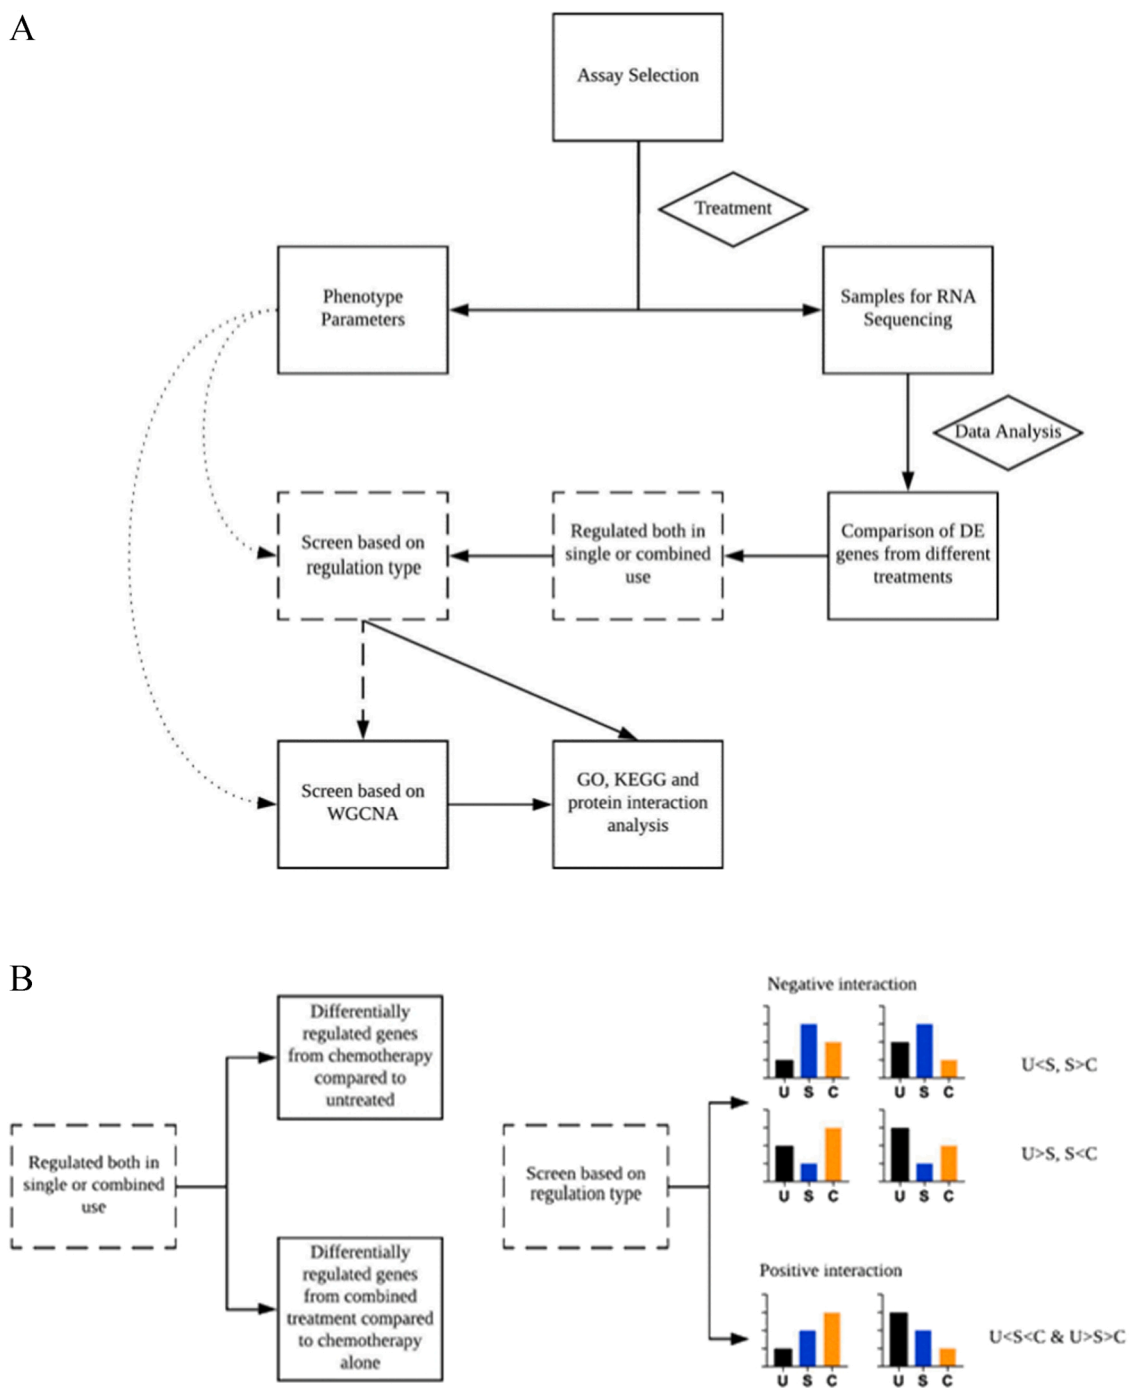 A
Assay Selection
Treatment
Phenotype
Parameters
Samples for RNA
Sequencing
Data Analysis
Screen based on
regulation type
Regulated both in
single or combined
use
Comparison of DE
genes from different
treatments
Screen based on
WGCNA
GO, KEGG and
protein interaction
analysis
B
Differentially
regulated genes
from chemotherapy
compared to
untreated
Regulated both in
single or combined
use
Differentially
regulated genes
from combined
treatment compared
to chemotherapy
alone
Screen based on
regulation type
Negative interaction
U S C
U S C
U<S, S>C
U S C
U S C
U>S, S<C
Positive interaction
U S C
U S C
U<S<C & U>S>C